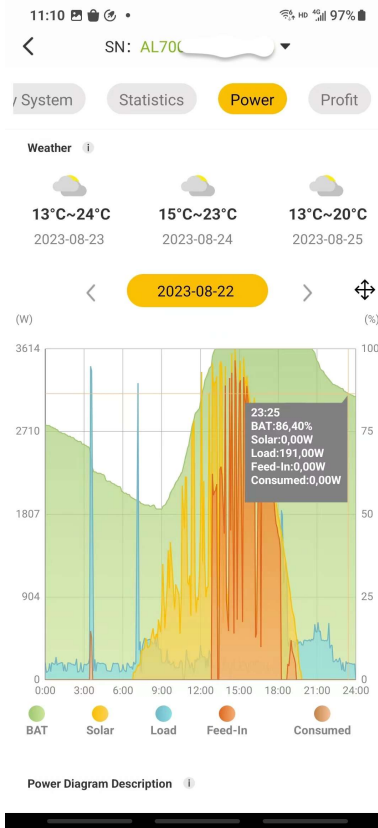 11:10 HD 4G 97%
SN: AL700
System Statistics Power Profit
Weather i
13°C~24°C 15°C~23°C 13°C~20°C
2023-08-23 2023-08-24 2023-08-25
2023-08-22
(W) (%)
3614 100
2710 75
1807 50
904 25
0 0
23:25
BAT:86,40%
Solar:0,00W
Load:191,00W
Feed-In:0,00W
Consumed:0,00W
0:00 3:00 6:00 9:00 12:00 15:00 18:00 21:00 24:00
BAT Solar Load Feed-In Consumed
Power Diagram Description i